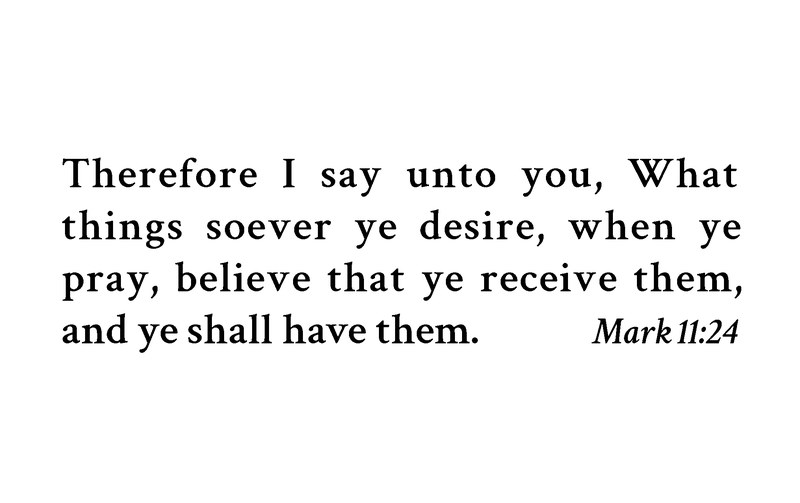 Therefore I say unto you, What
things soever ye desire, when ye
pray, believe that ye receive them,
and ye shall have them. Mark 11:24